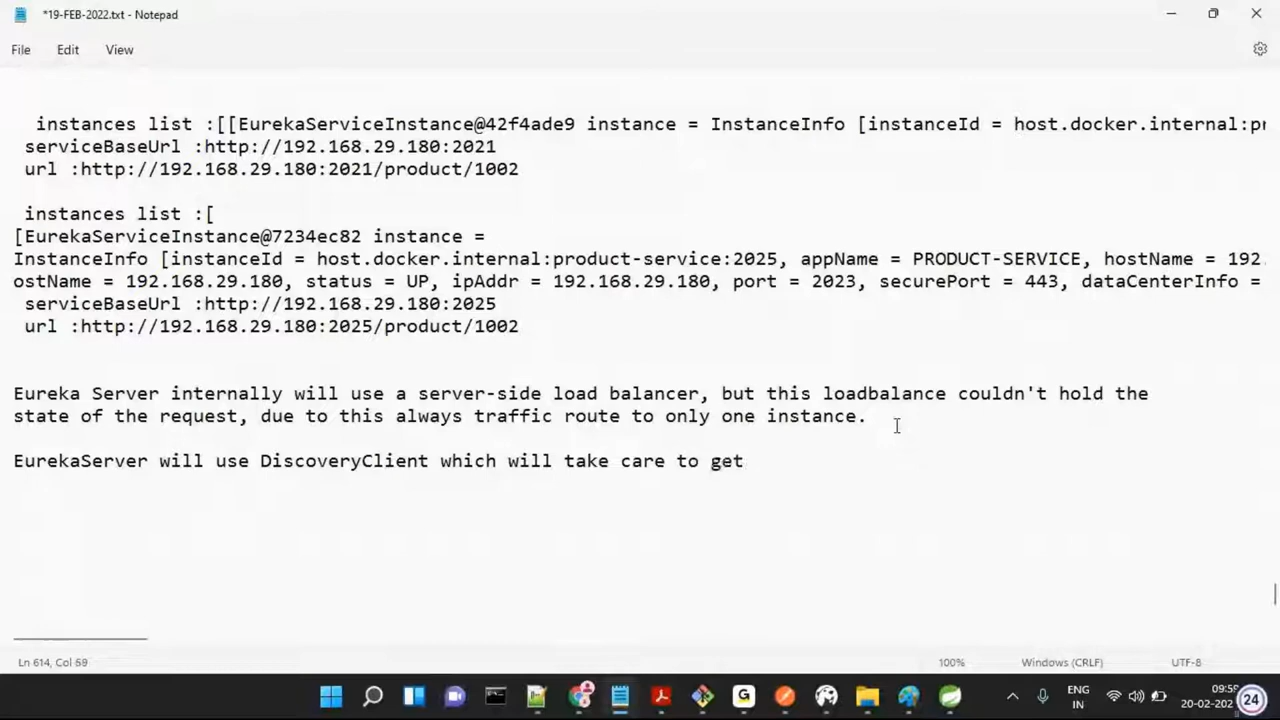 *19-FEB-2022.txt - Notepad
File Edit View
instances list :[[EurekaServiceInstance@42f4ade9 instance = InstanceInfo [instanceId = host.docker.internal:pr
serviceBaseUrl :http://192.168.29.180:2021
url :http://192.168.29.180:2021/product/1002
instances list :[
[EurekaServiceInstance@7234ec82 instance =
InstanceInfo [instanceId = host.docker.internal:product-service:2025, appName = PRODUCT-SERVICE, hostName = 192.
ostName = 192.168.29.180, status = UP, ipAddr = 192.168.29.180, port = 2023, securePort = 443, dataCenterInfo =
serviceBaseUrl :http://192.168.29.180:2025
url :http://192.168.29.180:2025/product/1002
Eureka Server internally will use a server-side load balancer, but this loadbalance couldn't hold the
state of the request, due to this always traffic route to only one instance.
EurekaServer will use DiscoveryClient which will take care to get
Ln 614, Col 59 100% Windows (CRLF) UTF-8
ENG
IN
09:59
20-02-202
24